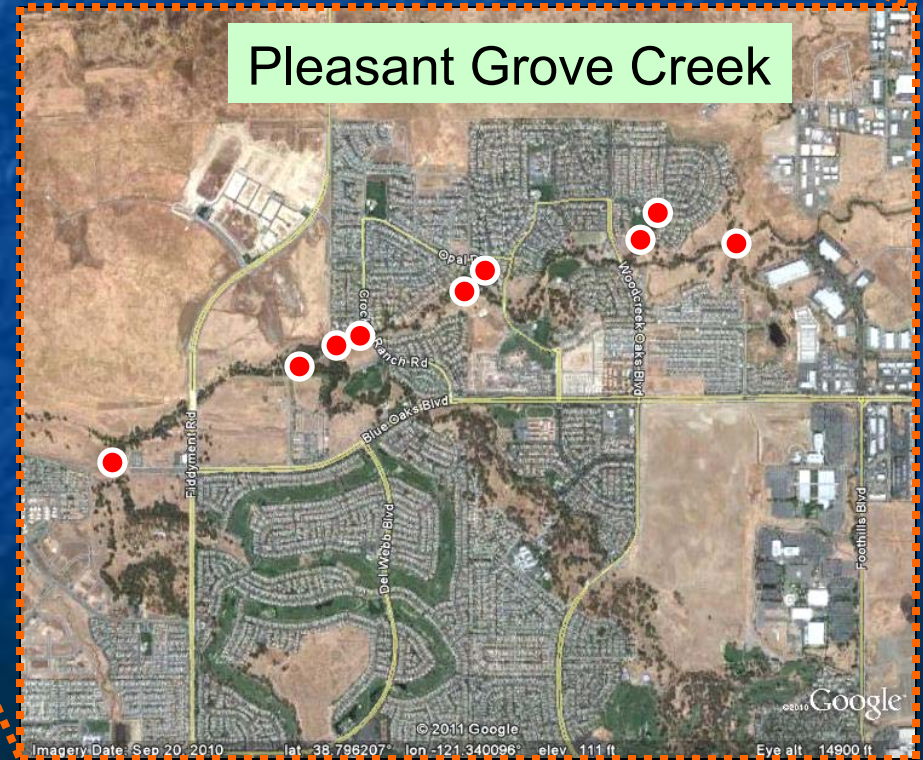 Pleasant Grove Creek
Opal
Woodcreek Oaks Blvd
Ranch Rd
Blue Oaks Blvd
Fiddyment Rd
Del Webb Blvd
Foothills Blvd
©2010 Google
© 2011 Google
Imagery Date: Sep 20, 2010 lat 38.796207° lon -121.340096° elev 111 ft Eye alt 14900 ft